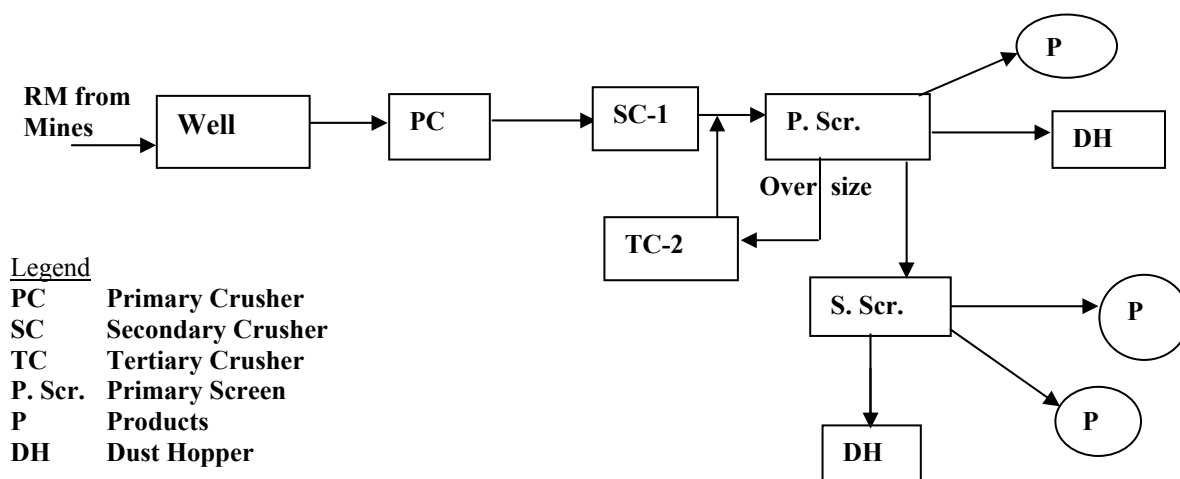 P
RM from
Mines
Well
PC
SC-1
P. Scr.
DH
Over size
TC-2
S. Scr.
P
P
DH
Legend
PC Primary Crusher
SC Secondary Crusher
TC Tertiary Crusher
P. Scr. Primary Screen
P Products
DH Dust Hopper